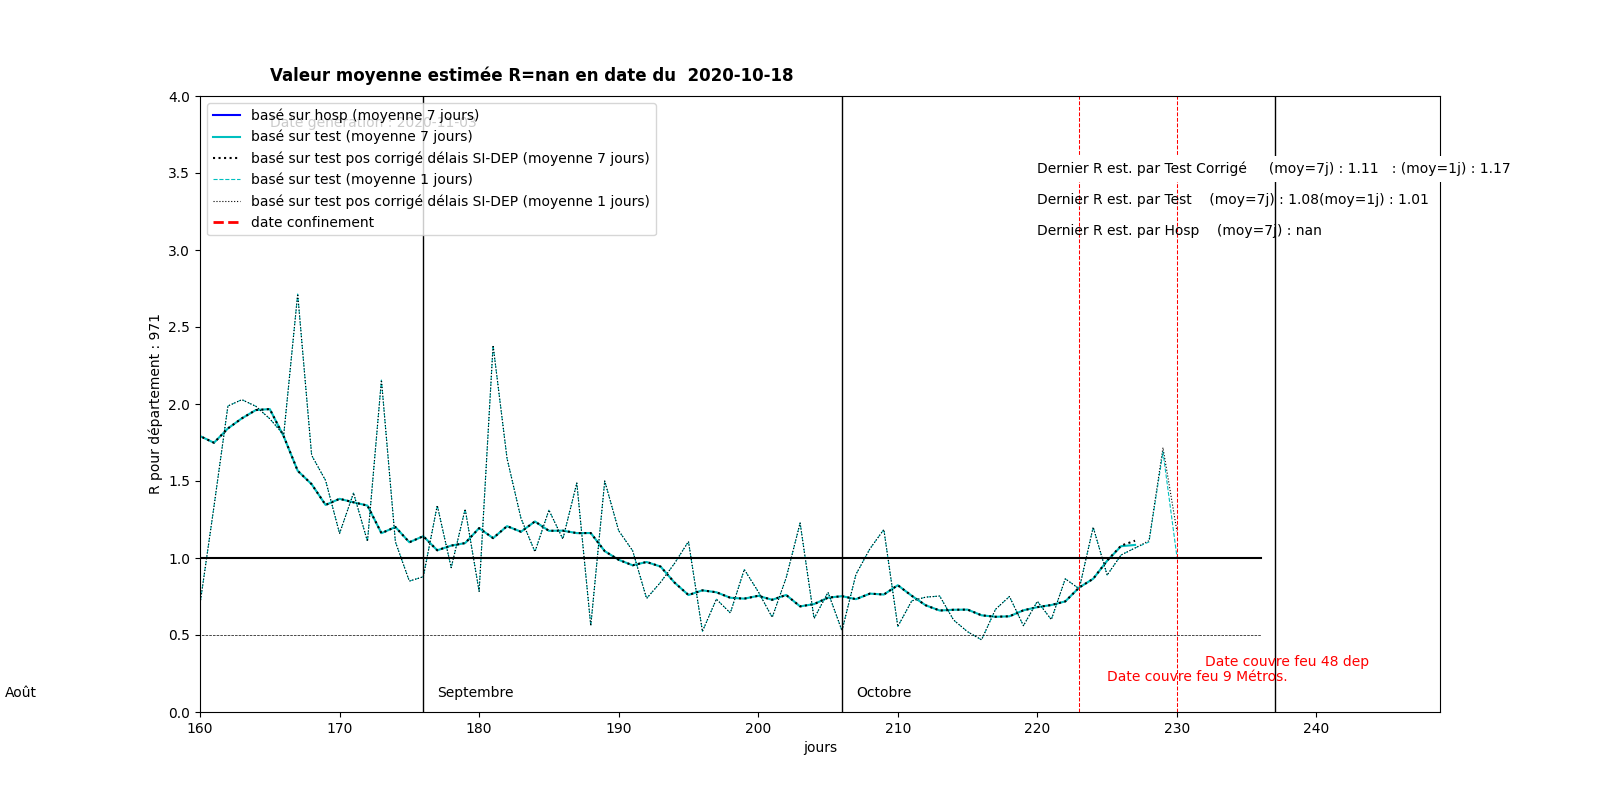 Valeur moyenne estimée R=nan en date du  2020-10-18
basé sur hosp (moyenne 7 jours)
Date génération : 2020-11-03
basé sur test (moyenne 7 jours)
basé sur test pos corrigé délais SI-DEP (moyenne 7 jours)
basé sur test (moyenne 1 jours)
basé sur test pos corrigé délais SI-DEP (moyenne 1 jours)
date confinement
Dernier R est. par Test Corrigé     (moy=7j) : 1.11   : (moy=1j) : 1.17
Dernier R est. par Test    (moy=7j) : 1.08(moy=1j) : 1.01
Dernier R est. par Hosp    (moy=7j) : nan
4.0
3.5
3.0
2.5
2.0
1.5
1.0
0.5
0.0
R pour département : 971
Date couvre feu 48 dep
Date couvre feu 9 Métros.
Août
Septembre
Octobre
160
170
180
190
200
210
220
230
240
jours